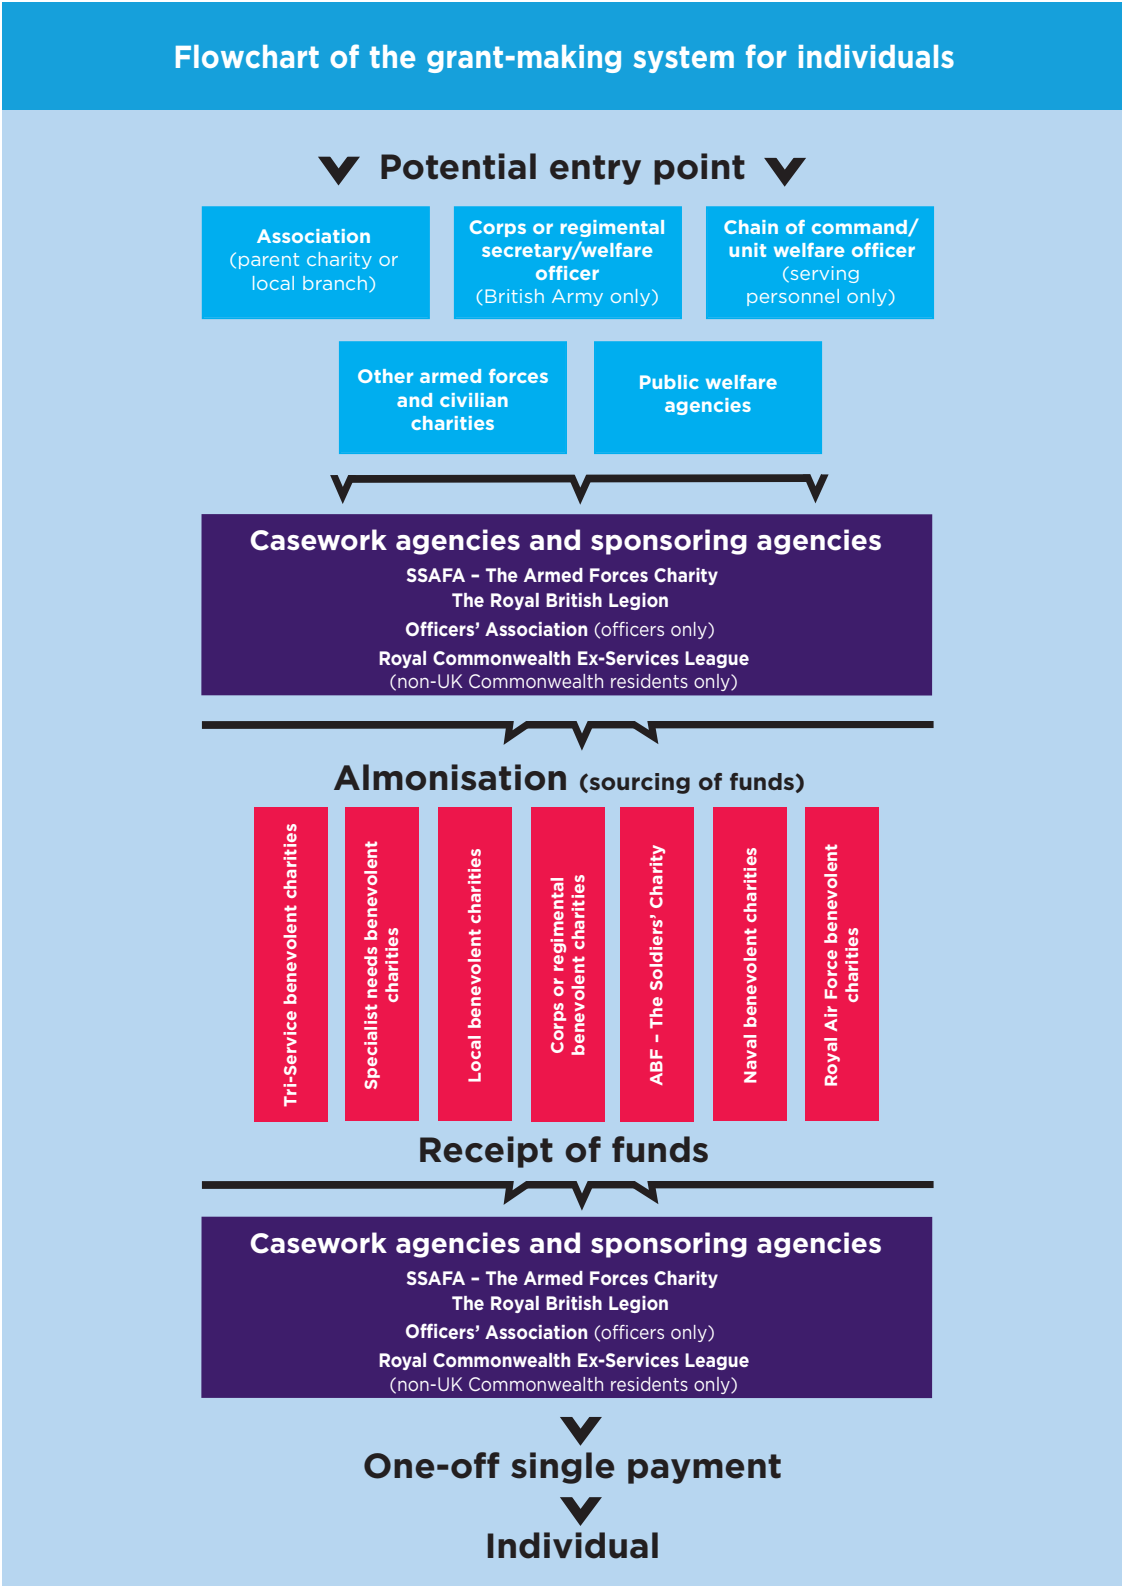 Flowchart of the grant-making system for individuals
Potential entry point
Association
(parent charity or
local branch)
Corps or regimental
secretary/welfare
officer
(British Army only)
Chain of command/
unit welfare officer
(serving
personnel only)
Other armed forces
and civilian
charities
Public welfare
agencies
Casework agencies and sponsoring agencies
SSAFA – The Armed Forces Charity
The Royal British Legion
Officers’ Association (officers only)
Royal Commonwealth Ex-Services League
(non-UK Commonwealth residents only)
Almonisation (sourcing of funds)
Tri-Service benevolent charities
Specialist needs benevolent
charities
Local benevolent charities
Corps or regimental
benevolent charities
ABF – The Soldiers’ Charity
Naval benevolent charities
Royal Air Force benevolent
charities
Receipt of funds
Casework agencies and sponsoring agencies
SSAFA – The Armed Forces Charity
The Royal British Legion
Officers’ Association (officers only)
Royal Commonwealth Ex-Services League
(non-UK Commonwealth residents only)
One-off single payment
Individual